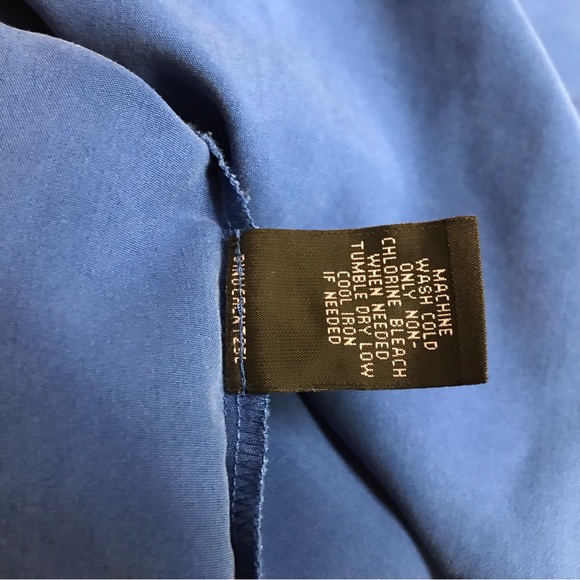 MACHINE
WASH COLD
ONLY NON-
CHLORINE BLEACH
WHEN NEEDED
TUMBLE DRY LOW
COOL IRON
IF NEEDED